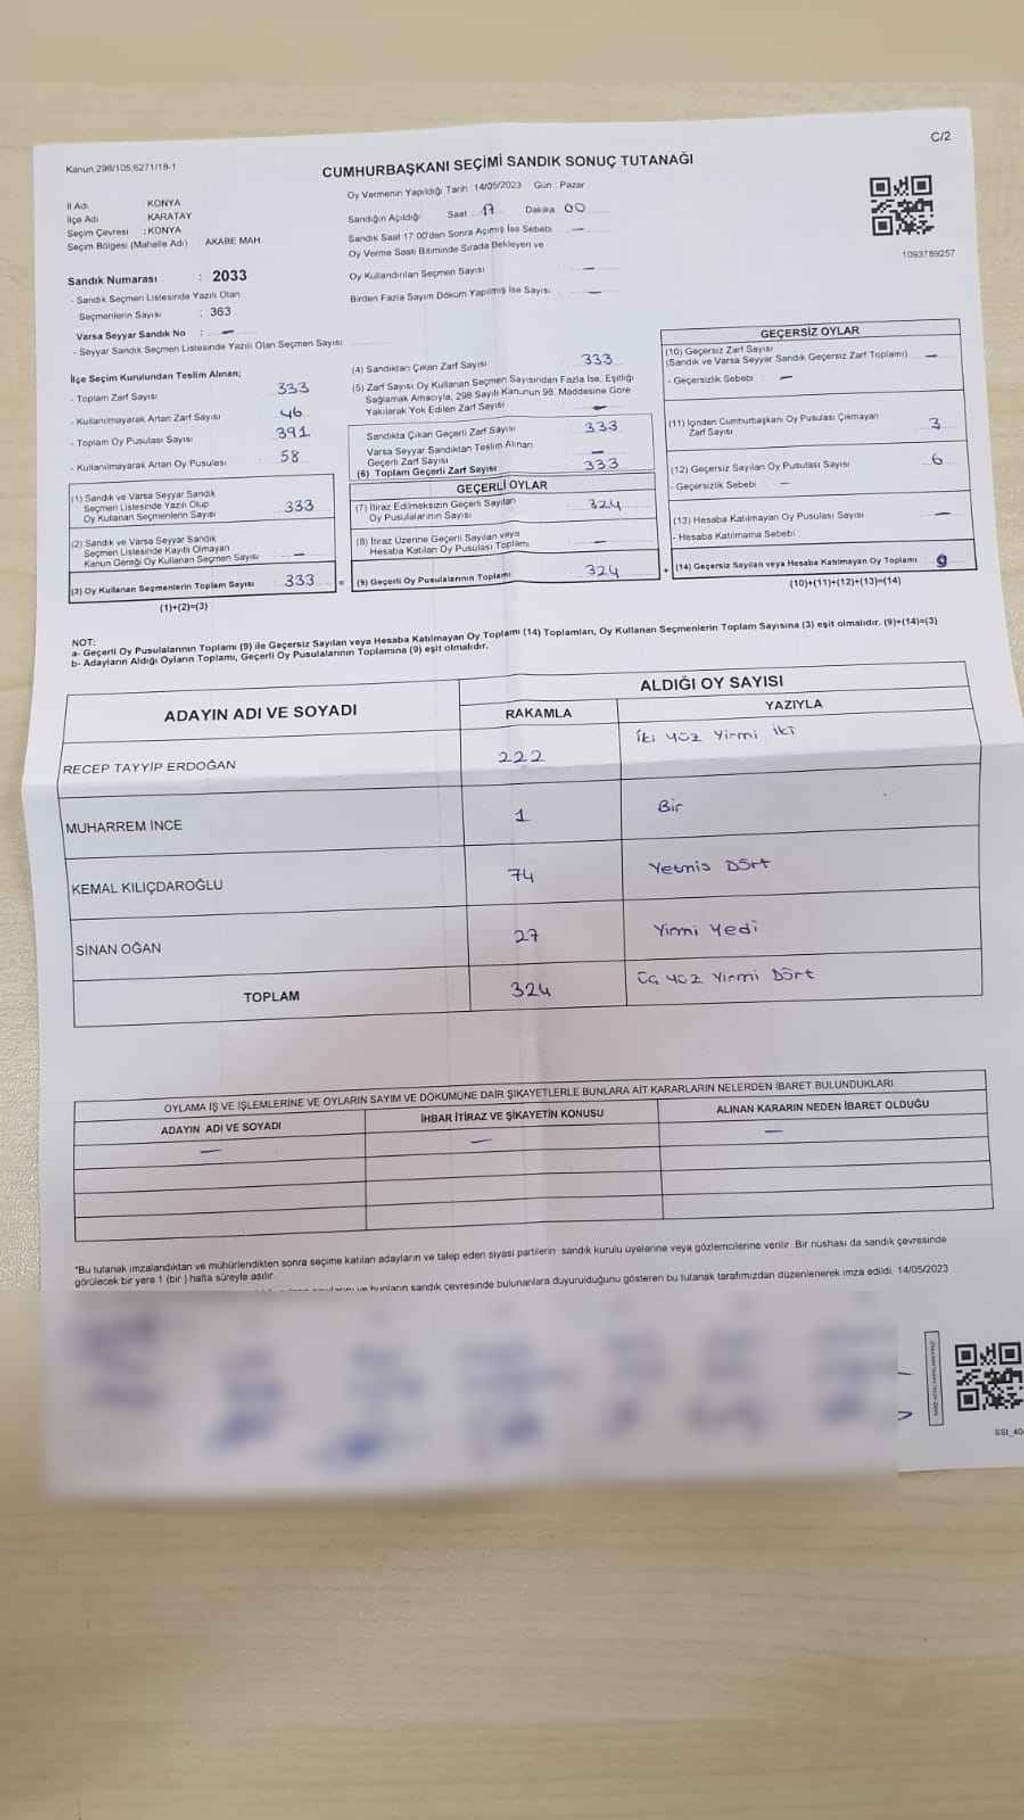 C/2
Kanun:298/105,6271/18-1
CUMHURBAŞKANI SEÇİMİ SANDIK SONUÇ TUTANAĞI
Oy Vermenin Yapıldığı Tarih : 14/05/2023 Gün : Pazar
İl Adı : KONYA
İlçe Adı : KARATAY
Seçim Çevresi : KONYA
Seçim Bölgesi (Mahalle Adı) AKABE MAH.
Sandığın Açıldığı Saat 17 Dakika 00
Sandık Saat 17:00'den Sonra Açılmış İse Sebebi —
Oy Verme Saati Bitiminde Sırada Bekleyen ve
Oy Kullandırılan Seçmen Sayısı —
Birden Fazla Sayım Döküm Yapılmış İse Sayısı —
1093789257
Sandık Numarası : 2033
- Sandık Seçmen Listesinde Yazılı Olan
Seçmenlerin Sayısı : 363
Varsa Seyyar Sandık No : —
- Seyyar Sandık Seçmen Listesinde Yazılı Olan Seçmen Sayısı:
İlçe Seçim Kurulundan Teslim Alınan;
- Toplam Zarf Sayısı 333
- Kullanılmayarak Artan Zarf Sayısı 46
- Toplam Oy Pusulası Sayısı 391
- Kullanılmayarak Artan Oy Pusulası 58
(1) Sandık ve Varsa Seyyar Sandık
Seçmen Listesinde Yazılı Olup
Oy Kullanan Seçmenlerin Sayısı 333
(2) Sandık ve Varsa Seyyar Sandık
Seçmen Listesinde Kayıtlı Olmayan
Kanun Gereği Oy Kullanan Seçmen Sayısı —
(3) Oy Kullanan Seçmenlerin Toplam Sayısı 333 =
(1)+(2)=(3)
(4) Sandıktan Çıkan Zarf Sayısı 333
(5) Zarf Sayısı Oy Kullanan Seçmen Sayısından Fazla İse, Eşitliği
Sağlamak Amacıyla, 298 Sayılı Kanunun 98. Maddesine Göre
Yakılarak Yok Edilen Zarf Sayısı —
Sandıkta Çıkan Geçerli Zarf Sayısı 333
Varsa Seyyar Sandıktan Teslim Alınan
Geçerli Zarf Sayısı —
(6) Toplam Geçerli Zarf Sayısı 333
GEÇERLİ OYLAR
(7) İtiraz Edilmeksizin Geçerli Sayılan
Oy Pusulalarının Sayısı 324
(8) İtiraz Üzerine Geçerli Sayılan veya
Hesaba Katılan Oy Pusulası Toplamı —
(9) Geçerli Oy Pusulalarının Toplamı 324 +
GEÇERSİZ OYLAR
(10) Geçersiz Zarf Sayısı
(Sandık ve Varsa Seyyar Sandık Geçersiz Zarf Toplamı) —
- Geçersizlik Sebebi : —
(11) İçinden Cumhurbaşkanı Oy Pusulası Çıkmayan
Zarf Sayısı 3
(12) Geçersiz Sayılan Oy Pusulası Sayısı 6
- Geçersizlik Sebebi : —
(13) Hesaba Katılmayan Oy Pusulası Sayısı —
- Hesaba Katılmama Sebebi :
(14) Geçersiz Sayılan veya Hesaba Katılmayan Oy Toplamı 9
(10)+(11)+(12)+(13)=(14)
NOT:
a- Geçerli Oy Pusulalarının Toplamı (9) ile Geçersiz Sayılan veya Hesaba Katılmayan Oy Toplamı (14) Toplamları, Oy Kullanan Seçmenlerin Toplam Sayısına (3) eşit olmalıdır. (9)+(14)=(3)
b- Adayların Aldığı Oyların Toplamı, Geçerli Oy Pusulalarının Toplamına (9) eşit olmalıdır.
ADAYIN ADI VE SOYADI
ALDIĞI OY SAYISI
RAKAMLA YAZIYLA
RECEP TAYYİP ERDOĞAN 222 İki yüz Yirmi iki
MUHARREM İNCE 1 Bir
KEMAL KILIÇDAROĞLU 74 Yetmis Dört
SİNAN OĞAN 27 Yirmi Yedi
TOPLAM 324 Üç yüz Yirmi Dört
OYLAMA İŞ VE İŞLEMLERİNE VE OYLARIN SAYIM VE DÖKÜMÜNE DAİR ŞİKAYETLERLE BUNLARA AİT KARARLARIN NELERDEN İBARET BULUNDUKLARI
ADAYIN ADI VE SOYADI İHBAR İTİRAZ VE ŞİKAYETİN KONUSU ALINAN KARARIN NEDEN İBARET OLDUĞU
— — —
*Bu tutanak imzalandıktan ve mühürlendikten sonra seçime katılan adayların ve talep eden siyasi partilerin sandık kurulu üyelerine veya gözlemcilerine verilir. Bir nüshası da sandık çevresinde
görülecek bir yere 1 (bir) hafta süreyle asılır.
ve bunların sandık çevresinde bulunanlara duyurulduğunu gösteren bu tutanak tarafımızdan düzenlenerek imza edildi. 14/05/2023